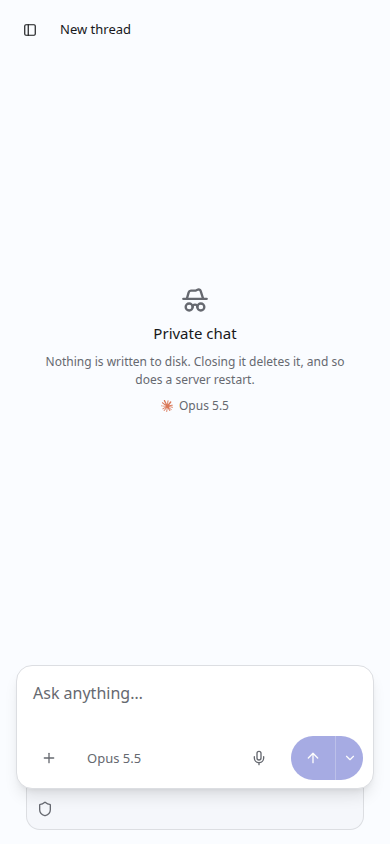 New thread
Private chat
Nothing is written to disk. Closing it deletes it, and so
does a server restart.
Opus 5.5
Ask anything...
Opus 5.5